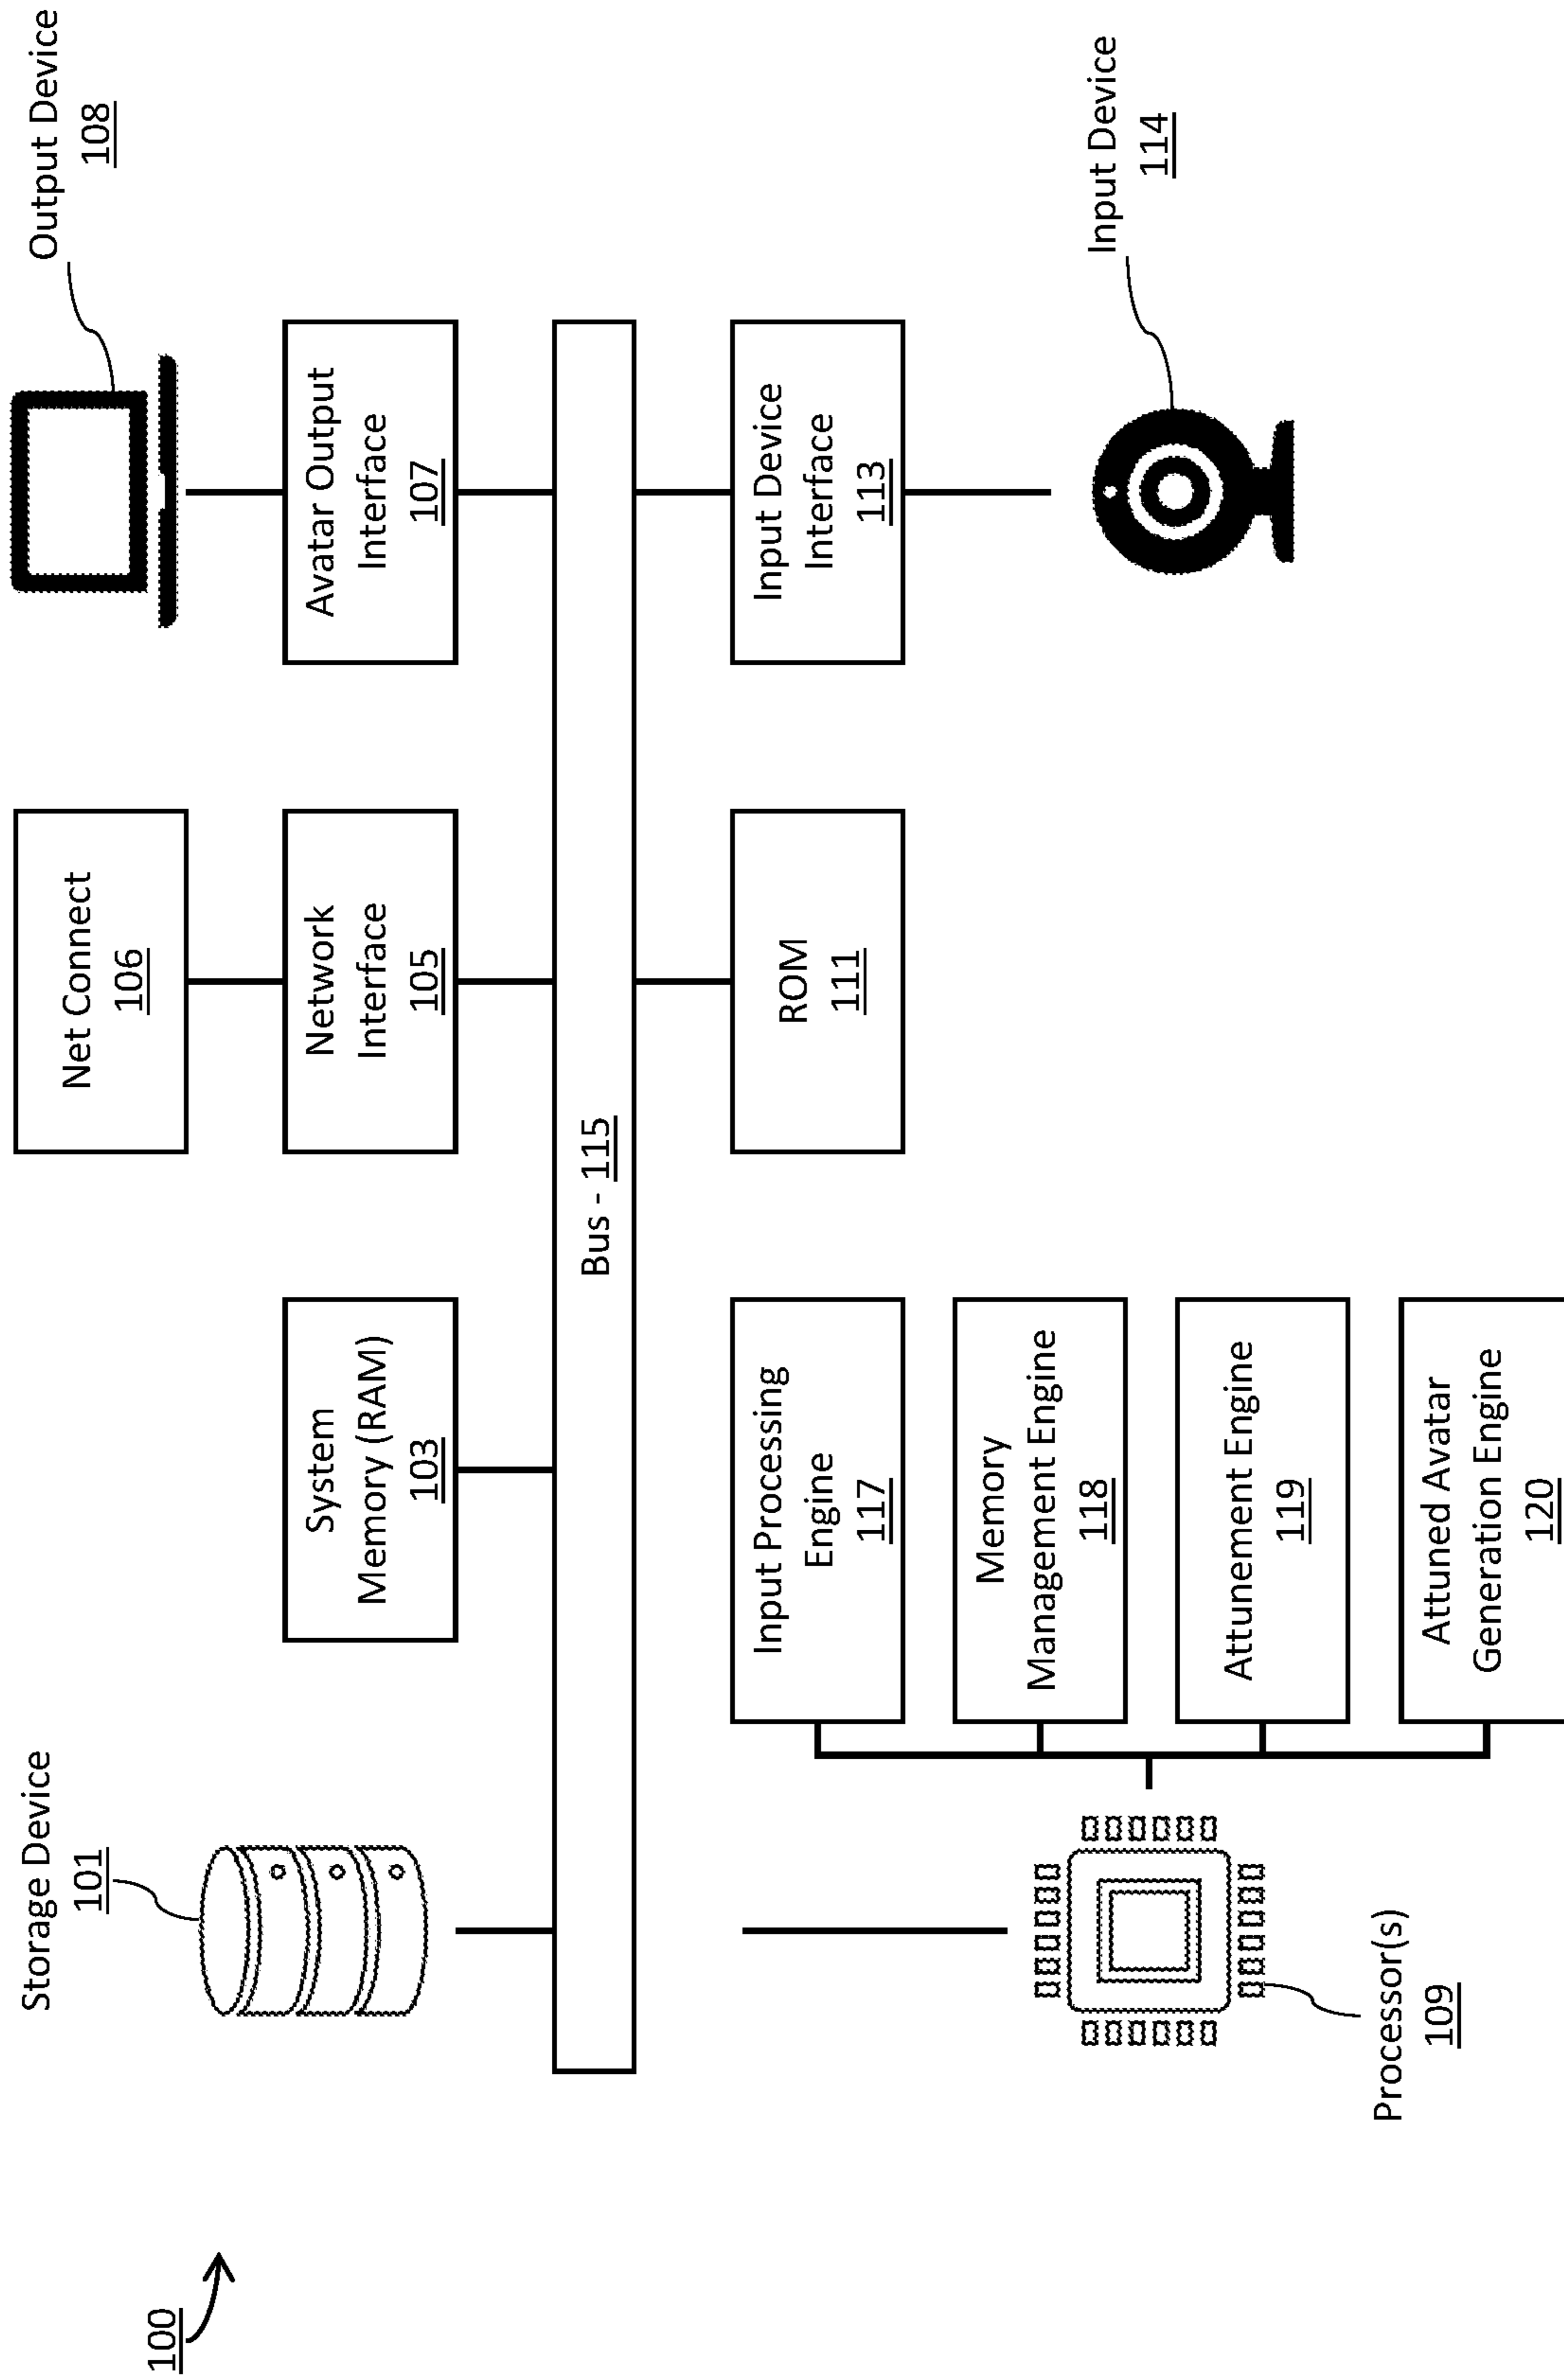 100
Storage Device
101
System
Memory (RAM)
103
Net Connect
106
Network
Interface
105
Output Device
108
Avatar Output
Interface
107
Bus - 115
Processor(s)
109
Input Processing
Engine
117
Memory
Management Engine
118
Attunement Engine
119
Attuned Avatar
Generation Engine
120
ROM
111
Input Device
Interface
113
Input Device
114